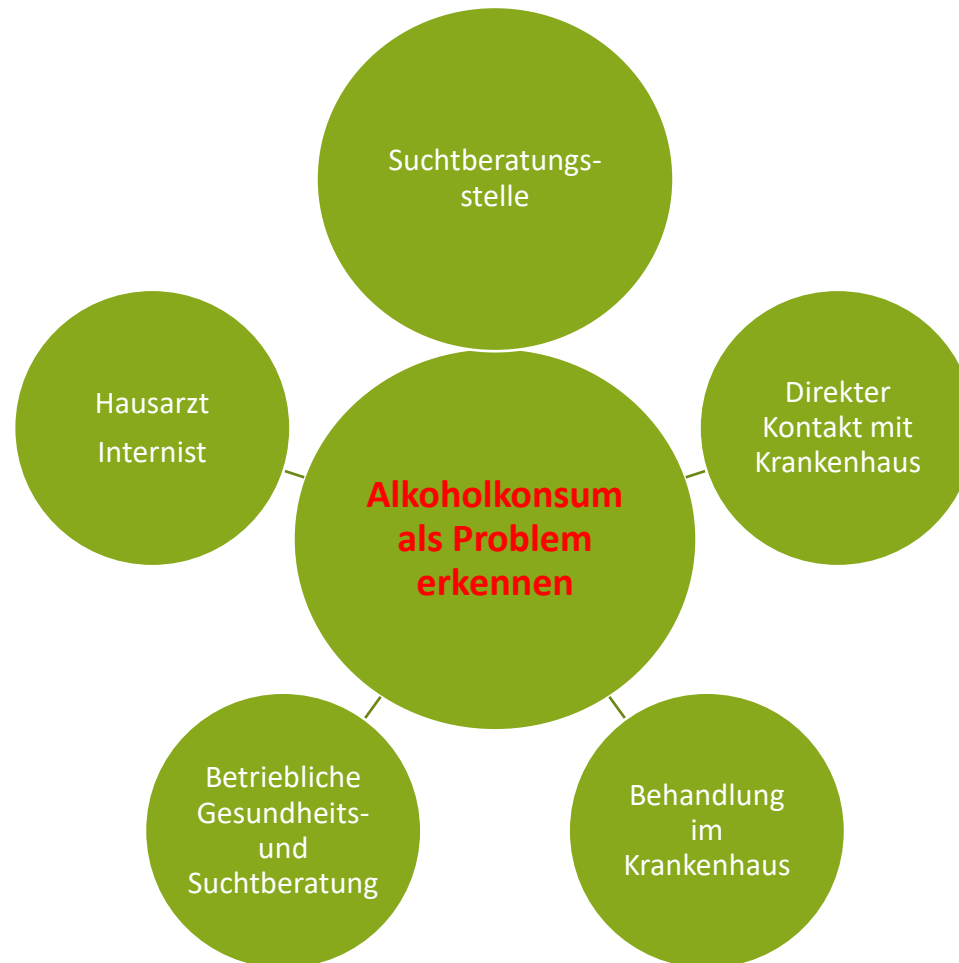 Suchtberatungs-
stelle
Hausarzt
Internist
Direkter
Kontakt mit
Krankenhaus
Alkoholkonsum
als Problem
erkennen
Betriebliche
Gesundheits-
und
Suchtberatung
Behandlung
im
Krankenhaus